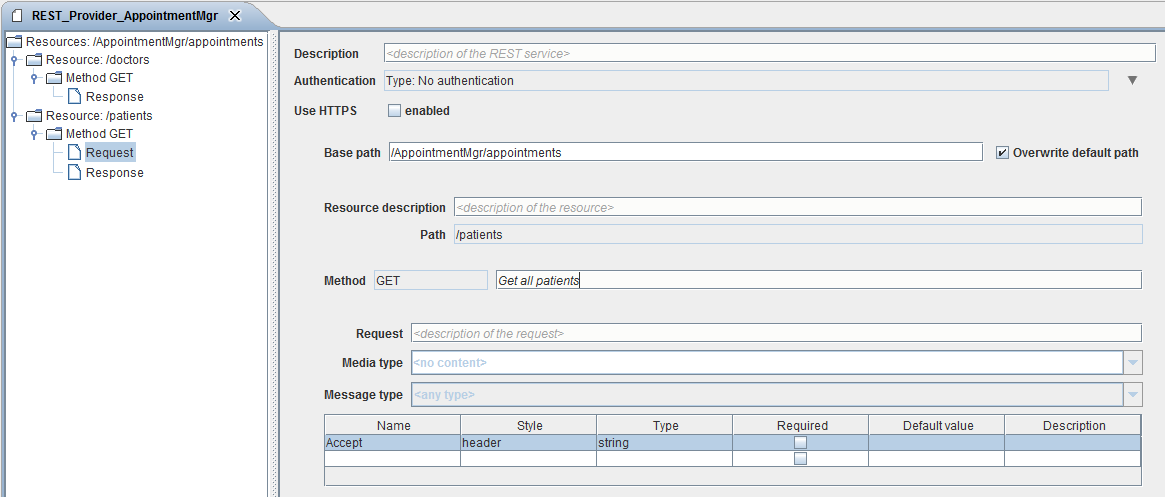 REST_Provider_AppointmentMgr
Resources: /AppointmentMgr/appointments
Resource: /doctors
Method GET
Response
Resource: /patients
Method GET
Request
Response
Description <description of the REST service>
Authentication Type: No authentication
Use HTTPS enabled
Base path /AppointmentMgr/appointments Overwrite default path
Resource description <description of the resource>
Path /patients
Method GET Get all patients
Request <description of the request>
Media type <no content>
Message type <any type>
Name Style Type Required Default value Description
Accept header string